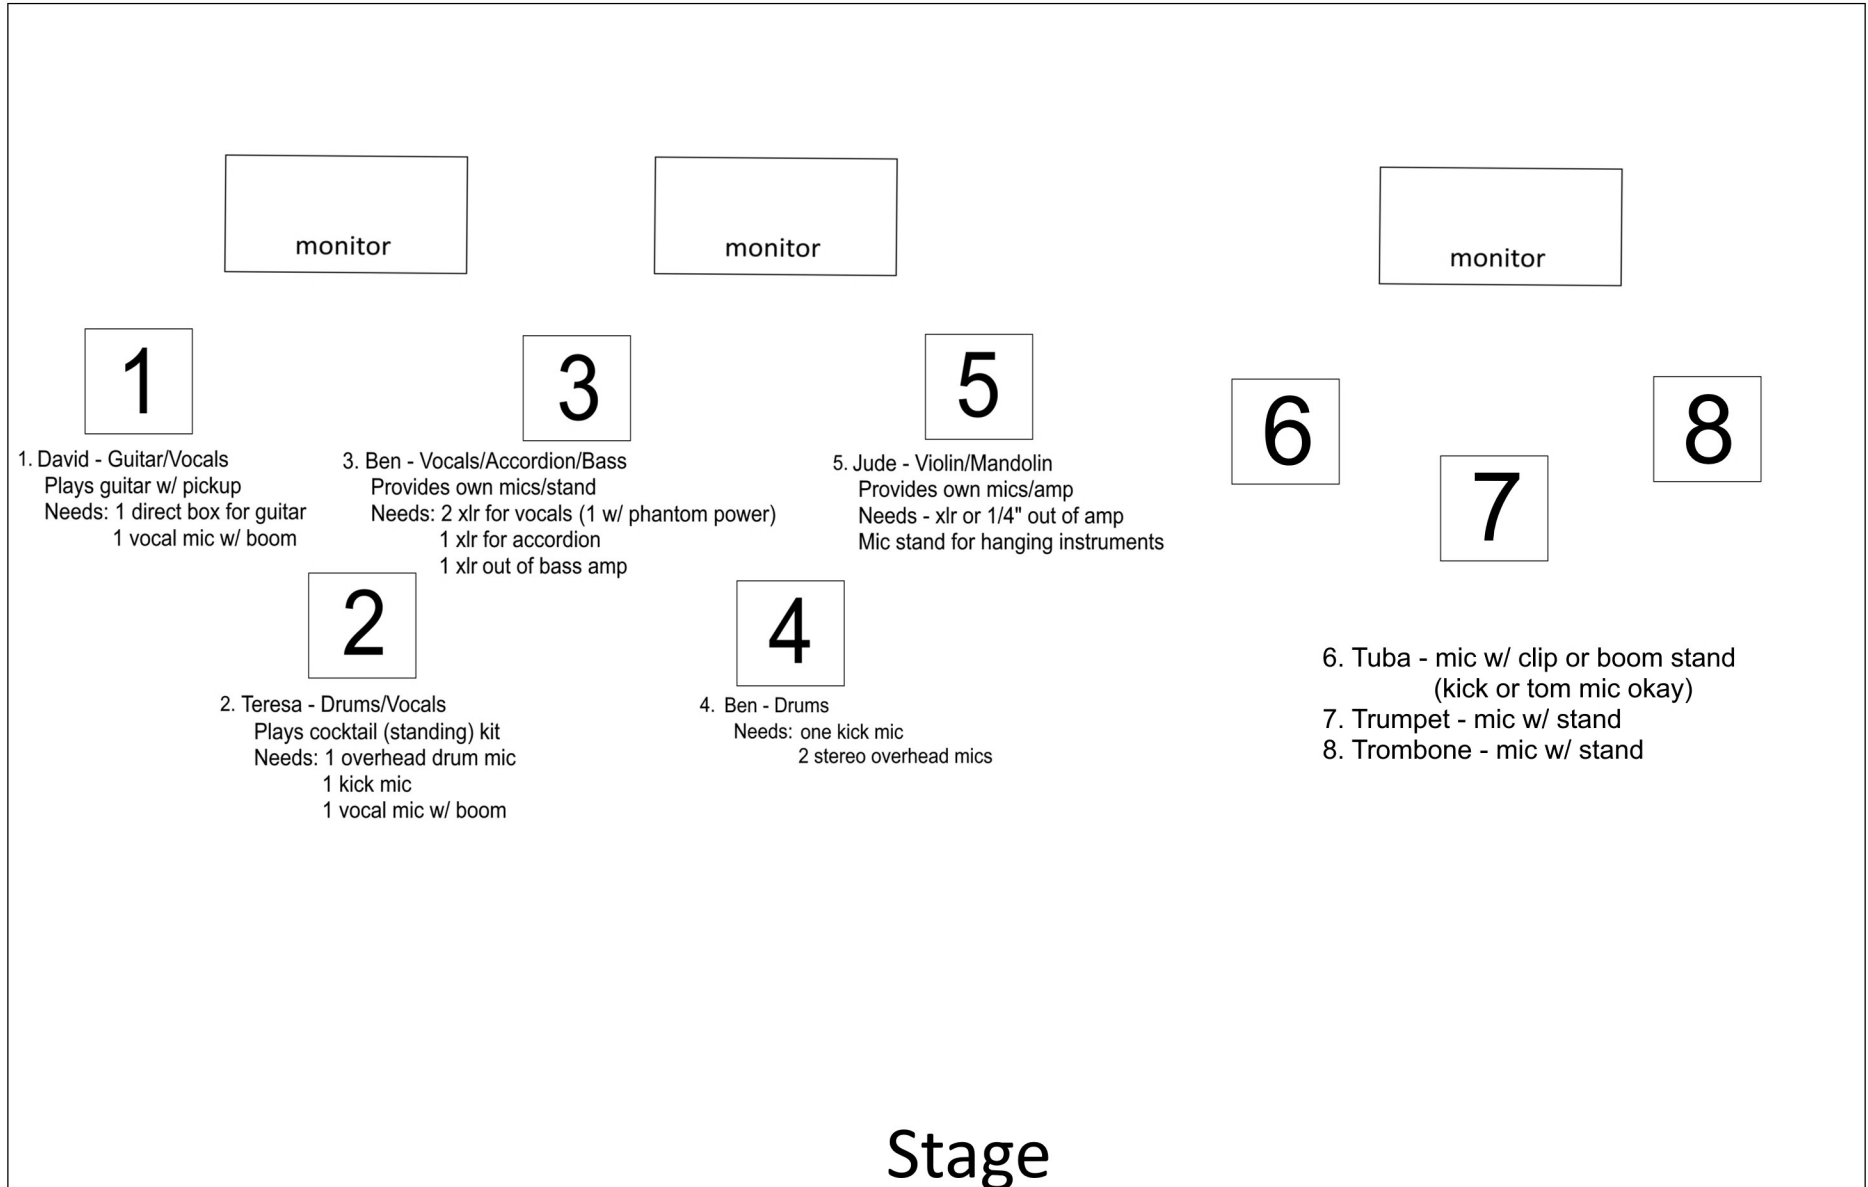 monitor
monitor
monitor
1
3
5
6
8
7
1. David - Guitar/Vocals
Plays guitar w/ pickup
Needs: 1 direct box for guitar
1 vocal mic w/ boom
3. Ben - Vocals/Accordion/Bass
Provides own mics/stand
Needs: 2 xlr for vocals (1 w/ phantom power)
1 xlr for accordion
1 xlr out of bass amp
5. Jude - Violin/Mandolin
Provides own mics/amp
Needs - xlr or 1/4" out of amp
Mic stand for hanging instruments
2
4
2. Teresa - Drums/Vocals
Plays cocktail (standing) kit
Needs: 1 overhead drum mic
1 kick mic
1 vocal mic w/ boom
4. Ben - Drums
Needs: one kick mic
2 stereo overhead mics
6. Tuba - mic w/ clip or boom stand
(kick or tom mic okay)
7. Trumpet - mic w/ stand
8. Trombone - mic w/ stand
Stage